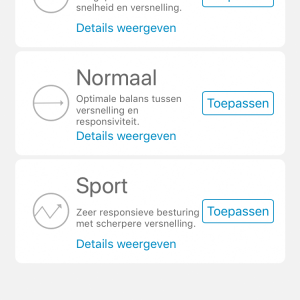 snelheid en versnelling.
Details weergeven
Normaal
Optimale balans tussen
versnelling en
responsiviteit.
Toepassen
Details weergeven
Sport
Zeer responsieve besturing
met scherpere versnelling.
Toepassen
Details weergeven